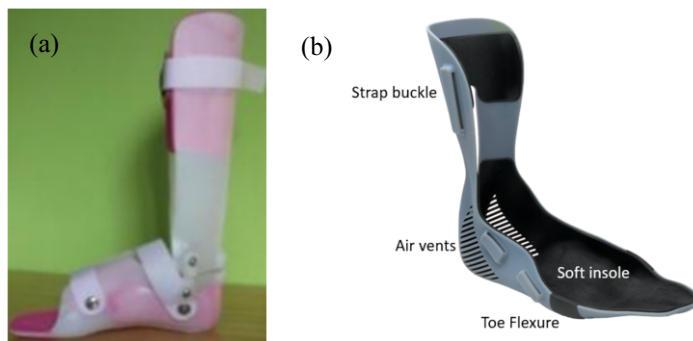 (a)
(b)
Strap buckle
Air vents
Soft insole
Toe Flexure